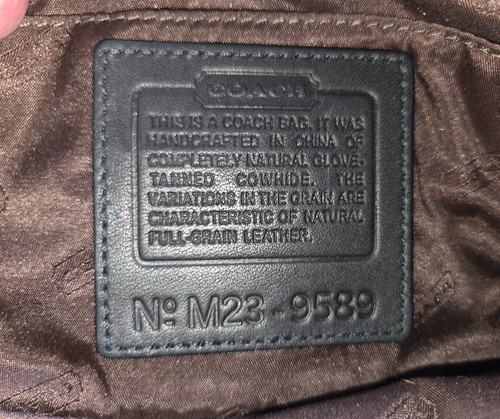 COACH
THIS IS A COACH BAG. IT WAS
HANDCRAFTED IN CHINA OF
COMPLETELY NATURAL GLOVE-
TANNED COWHIDE. THE
VARIATIONS IN THE GRAIN ARE
CHARACTERISTIC OF NATURAL
FULL-GRAIN LEATHER.
Nº M23-9589